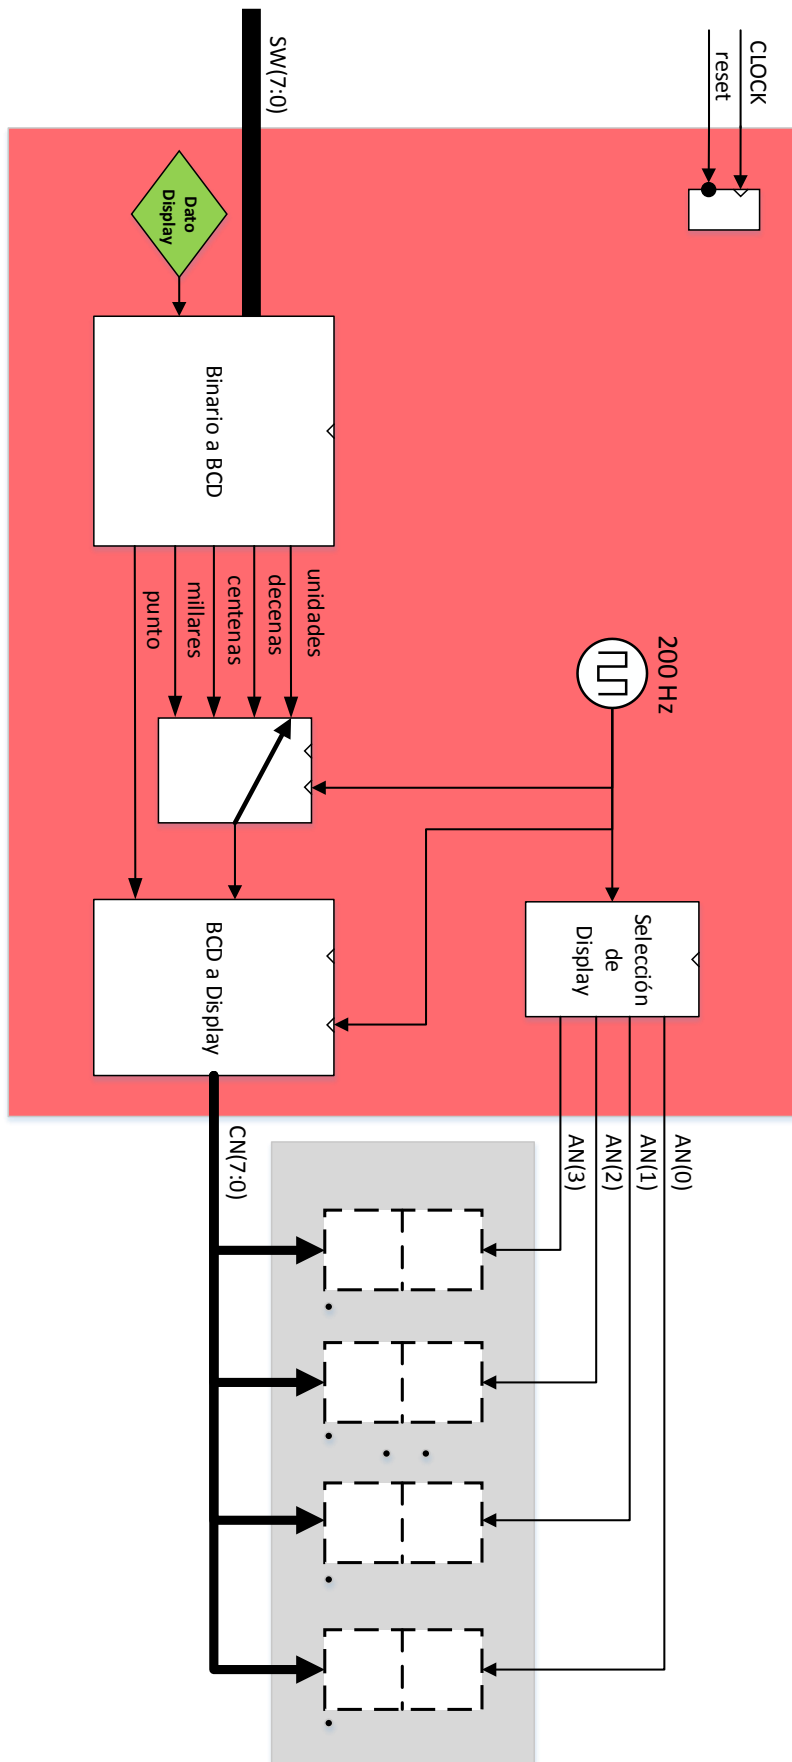 CLOCK
reset
SW(7:0)
Dato
Display
Binario a BCD
unidades
decenas
centenas
millares
punto
200 Hz
Selección
de
Display
BCD a Display
AN(0)
AN(1)
AN(2)
AN(3)
CN(7:0)